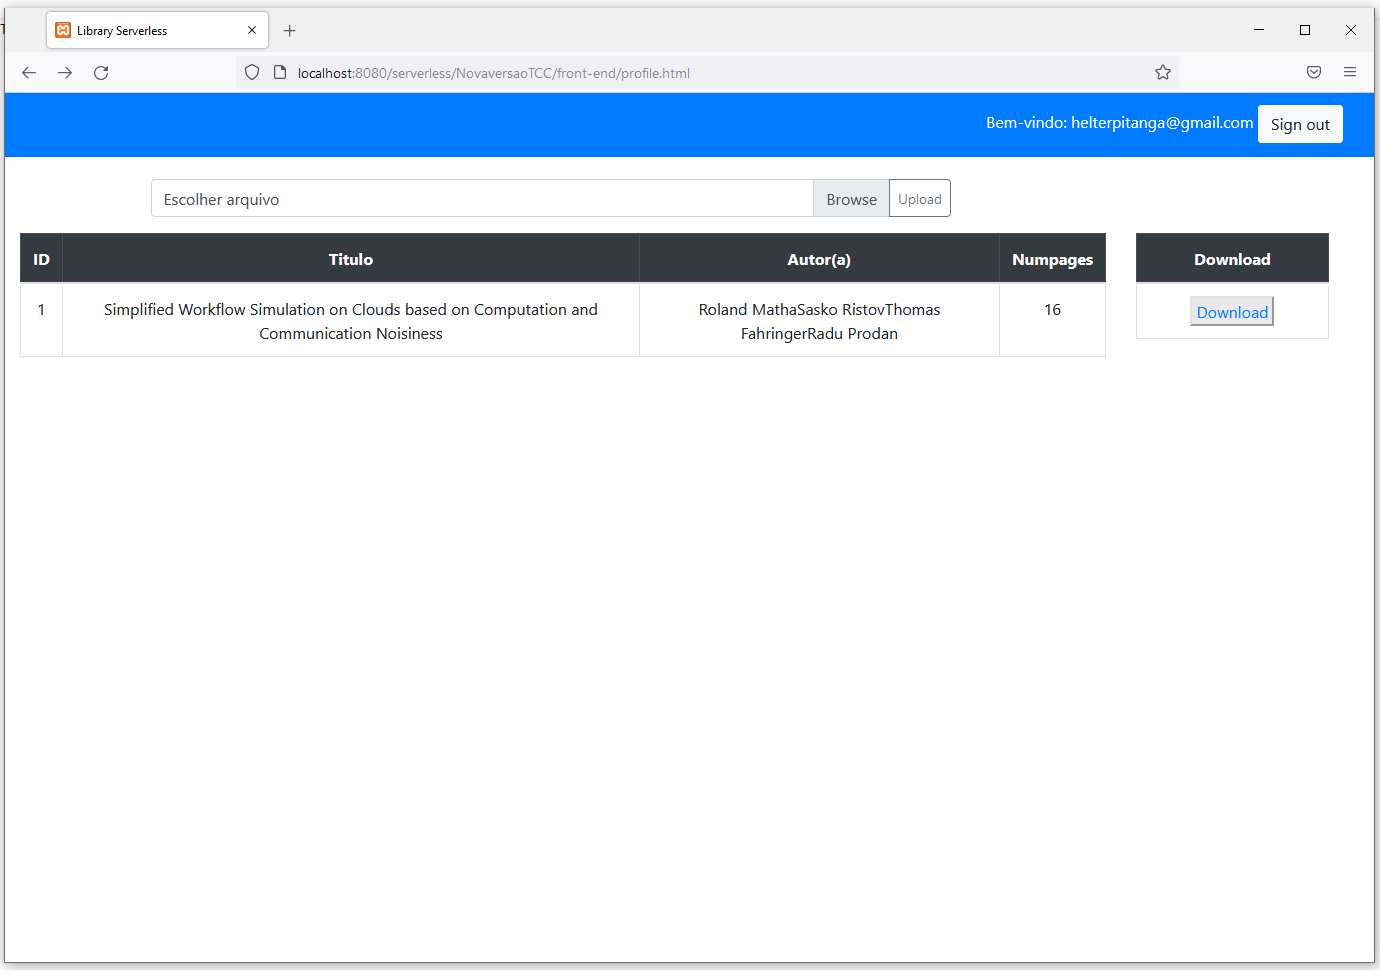 Library Serverless
localhost:8080/serverless/NovaversaoTCC/front-end/profile.html
Bem-vindo: helterpitanga@gmail.com Sign out
Escolher arquivo Browse Upload
ID Titulo Autor(a) Numpages Download
1 Simplified Workflow Simulation on Clouds based on Computation and Roland MathaSasko RistovThomas 16 Download
Communication Noisiness FahringerRadu Prodan